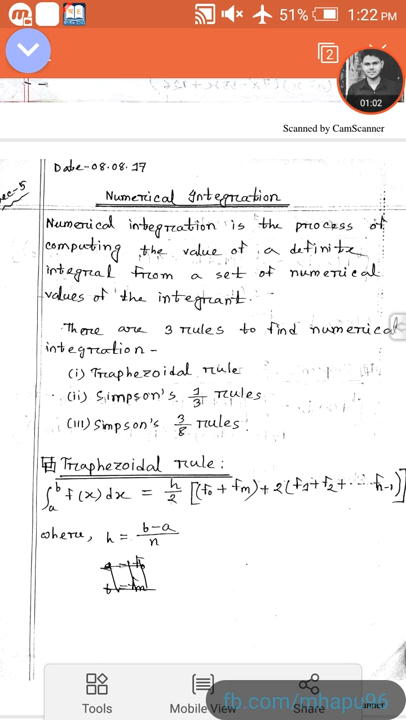 51% 1:22 PM
2
01:02
Scanned by CamScanner
Date-08.08.17
Numerical Integration
Numerical integration is the process of
computing the value of a definite
integral from a set of numerical
values of the integrant.
There are 3 rules to find numerical
integration -
(i) Traphezoidal rule
(ii) Simpson's 1/3 rules
(iii) Simpson's 3/8 rules.
Traphezoidal rule:
∫ₐᵇ f(x) dx = h/2 [(f₀ + fₙ) + 2(f₁ + f₂ + ... fₙ₋₁)]
where, h = b-a/n
Tools
Mobile View
Share
fb.com/mhapu96